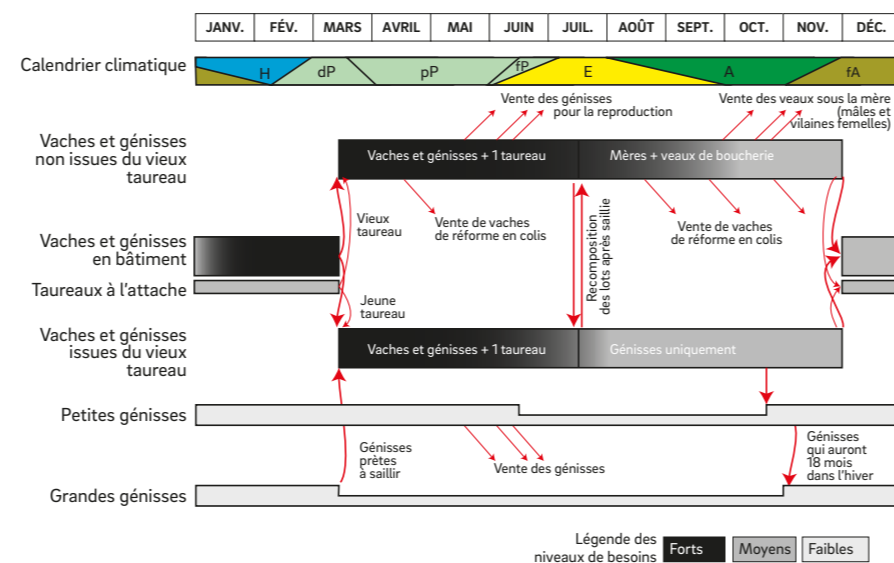 JANV. FÉV. MARS AVRIL MAI JUIN JUIL. AOÛT SEPT. OCT. NOV. DÉC.
Calendrier climatique
H dP pP fP E A fA
Vente des génisses
pour la reproduction
Vente des veaux sous la mère
(mâles et
vilaines femelles)
Vaches et génisses
non issues du vieux
taureau
Vaches et génisses + 1 taureau
Mères + veaux de boucherie
Vieux
taureau
Vente de vaches
de réforme en colis
Recomposition
des lots après saillie
Vente de vaches
de réforme en colis
Vaches et génisses
en bâtiment
Taureaux à l'attache
Jeune
taureau
Vaches et génisses
issues du vieux
taureau
Vaches et génisses + 1 taureau
Génisses uniquement
Petites génisses
Génisses
prètes
à saillir
Vente des génisses
Génisses
qui auront
18 mois
dans l'hiver
Grandes génisses
Légende des
niveaux de besoins
Forts
Moyens
Faibles